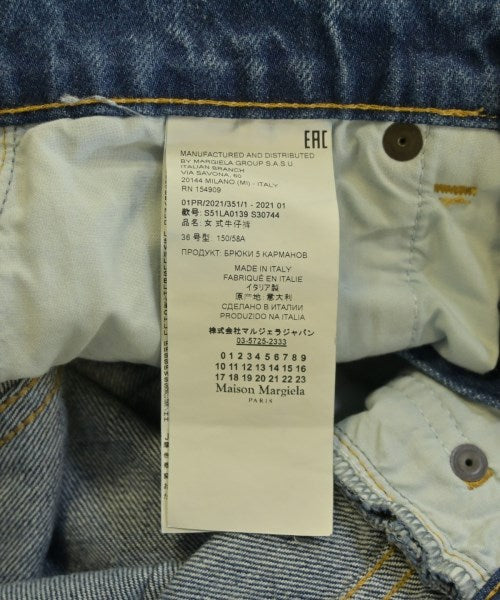 EAC
MANUFACTURED AND DISTRIBUTED
BY MARGIELA GROUP S.A.S.U.
ITALIAN BRANCH
VIA SAVONA, 60
20144 MILANO (MI) - ITALY
RN 154909
01PR/2021/351/1 - 2021 01
款号: S51LA0139 S30744
品名: 女式牛仔裤
36 号型: 150/58A
ПРОДУКТ: БРЮКИ 5 КАРМАНОВ
MADE IN ITALY
FABRIQUÉ EN ITALIE
イタリア製
原产地 意大利
СДЕЛАНО В ИТАЛИИ
PRODUZIDO NA ITALIA
株式会社マルジェラジャパン
03-5725-2333
0 1 2 3 4 5 6 7 8 9
10 11 12 13 14 15 16
17 18 19 20 21 22 23
Maison Margiela
PARIS